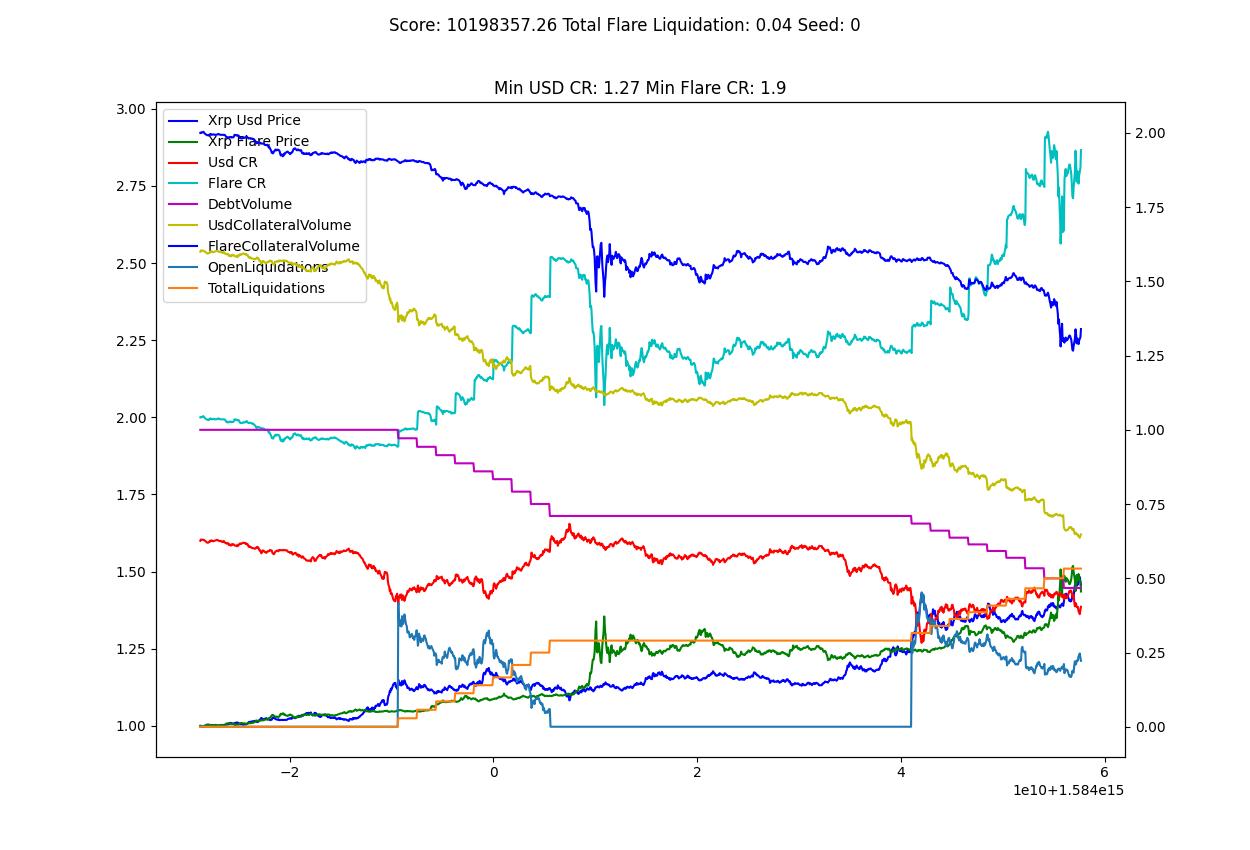 Score: 10198357.26 Total Flare Liquidation: 0.04 Seed: 0
Min USD CR: 1.27 Min Flare CR: 1.9
Xrp Usd Price
Xrp Flare Price
Usd CR
Flare CR
DebtVolume
UsdCollateralVolume
FlareCollateralVolume
OpenLiquidations
TotalLiquidations
3.00
2.75
2.50
2.25
2.00
1.75
1.50
1.25
1.00
2.00
1.75
1.50
1.25
1.00
0.75
0.50
0.25
0.00
−2 0 2 4 6
1e10+1.584e15